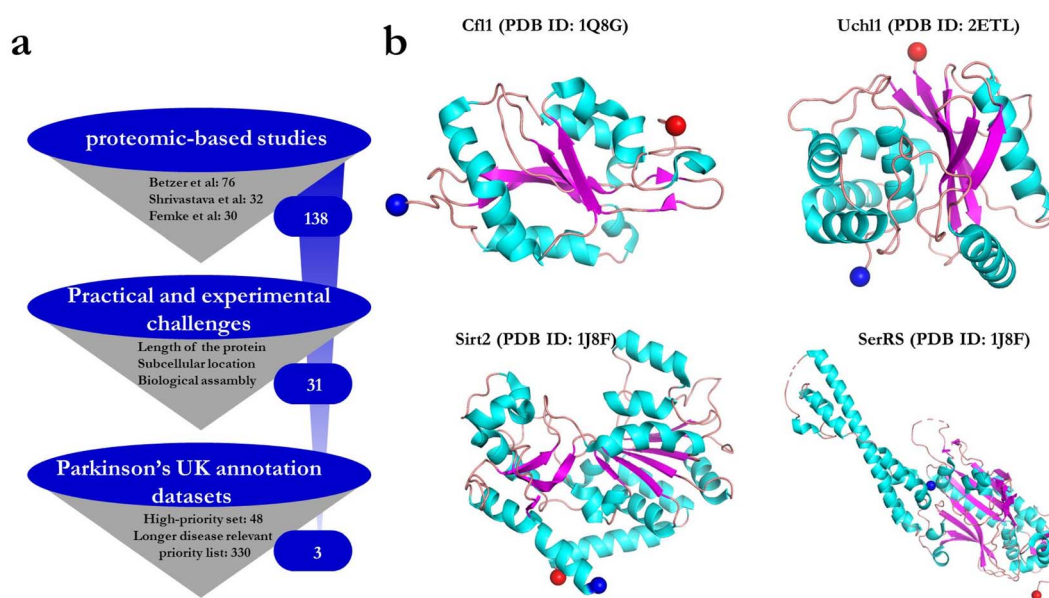 a
proteomic-based studies
Betzer et al: 76
Shrivastava et al: 32
Femke et al: 30
138
Practical and experimental
challenges
Length of the protein
Subcellular location
Biological assambly
31
Parkinson's UK annotation
datasets
High-priority set: 48
Longer disease relevant
priority list: 330
3
b
Cfl1 (PDB ID: 1Q8G)
Uchl1 (PDB ID: 2ETL)
Sirt2 (PDB ID: 1J8F)
SerRS (PDB ID: 1J8F)